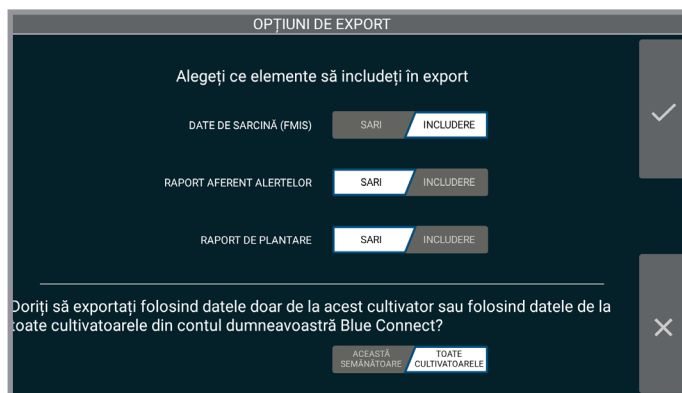 OPȚIUNI DE EXPORT
Alegeți ce elemente să includeți în export
DATE DE SARCINĂ (FMIS) SARI INCLUDERE
RAPORT AFERENT ALERTELOR SARI INCLUDERE
RAPORT DE PLANTARE SARI INCLUDERE
Doriți să exportați folosind datele doar de la acest cultivator sau folosind datele de la
toate cultivatoarele din contul dumneavoastră Blue Connect?
ACEASTĂ
SEMĂNĂTOARE
TOATE
CULTIVATOARELE